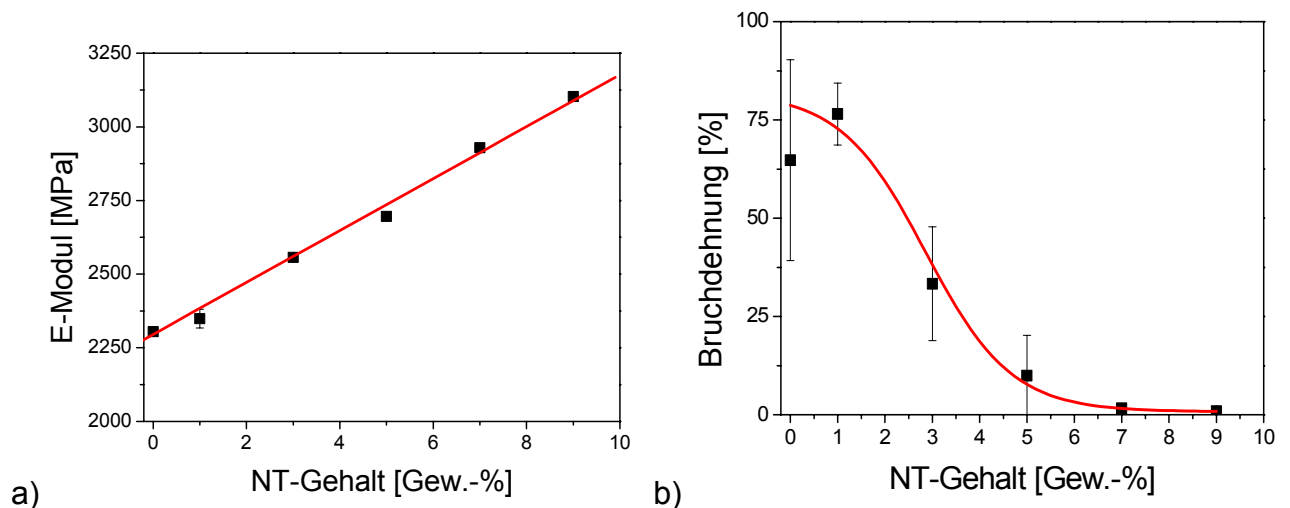 3250
3000
2750
2500
2250
2000
E-Modul [MPa]
0 2 4 6 8 10
NT-Gehalt [Gew.-%]
a)
100
75
50
25
0
Bruchdehnung [%]
0 1 2 3 4 5 6 7 8 9 10
NT-Gehalt [Gew.-%]
b)